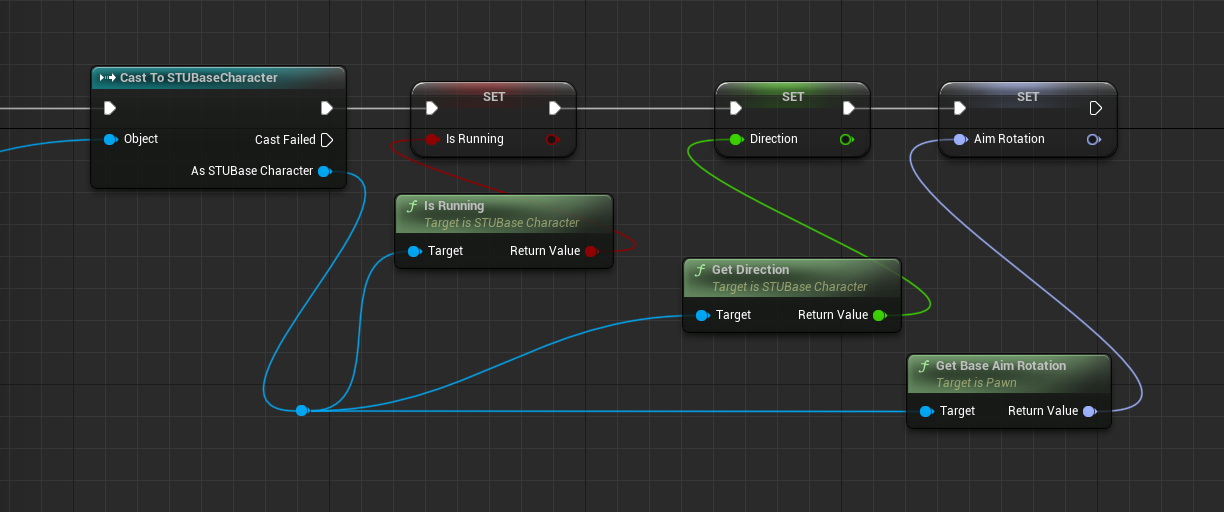 Cast To STUBaseCharacter
Object
Cast Failed
As STUBase Character
SET
Is Running
SET
Direction
SET
Aim Rotation
f Is Running
Target is STUBase Character
Target
Return Value
f Get Direction
Target is STUBase Character
Target
Return Value
f Get Base Aim Rotation
Target is Pawn
Target
Return Value